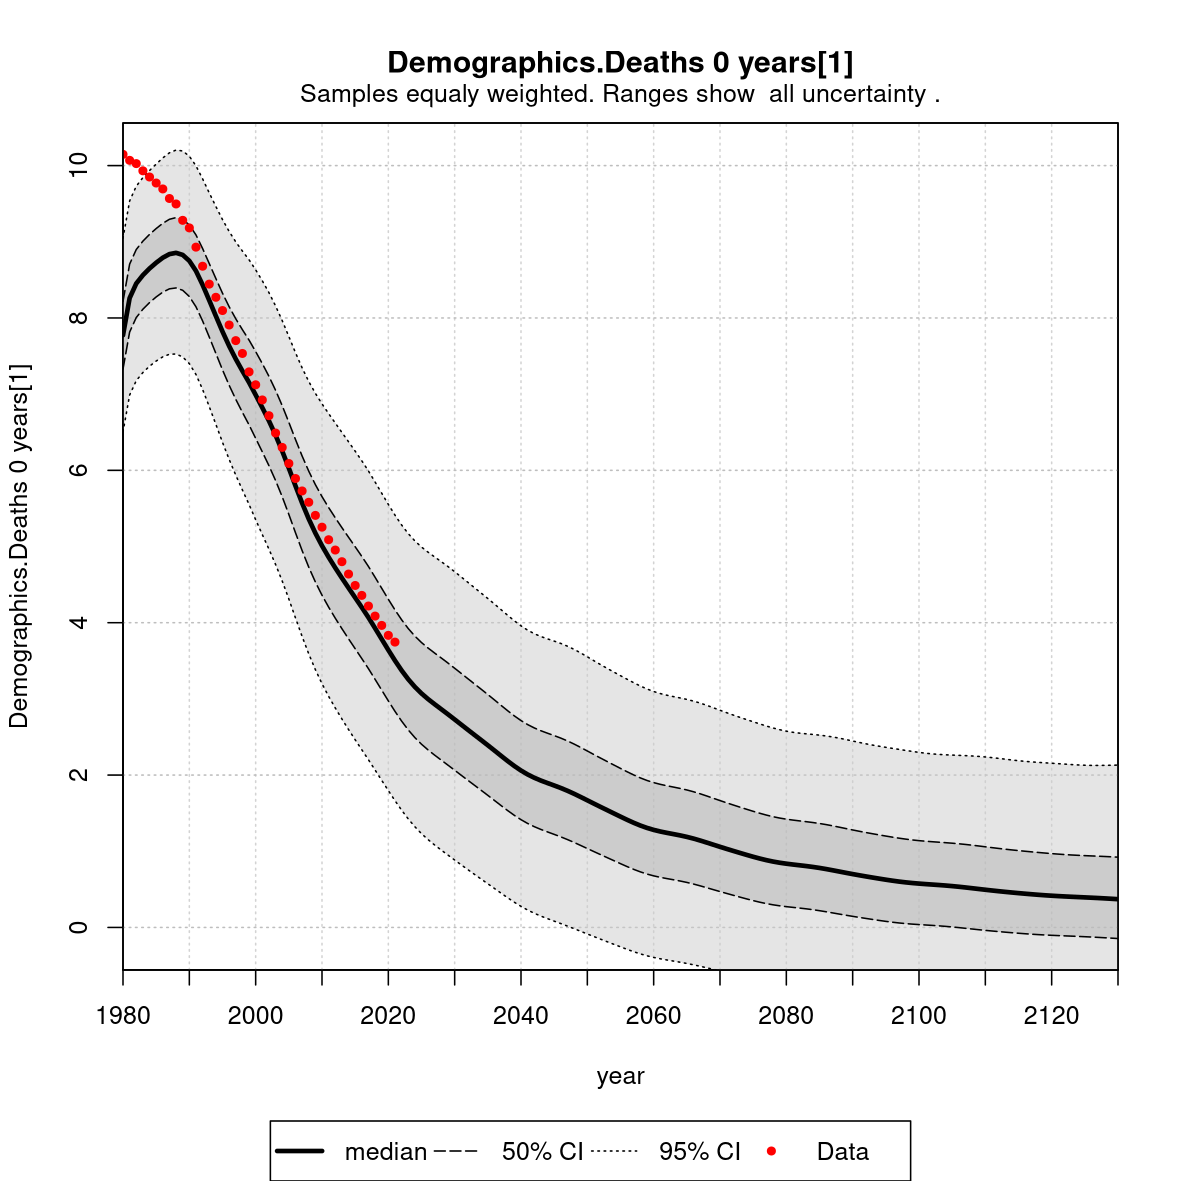 Demographics.Deaths 0 years[1]
Samples equaly weighted. Ranges show  all uncertainty .
Demographics.Deaths 0 years[1]
10
8
6
4
2
0
1980 2000 2020 2040 2060 2080 2100 2120
year
median 50% CI 95% CI Data